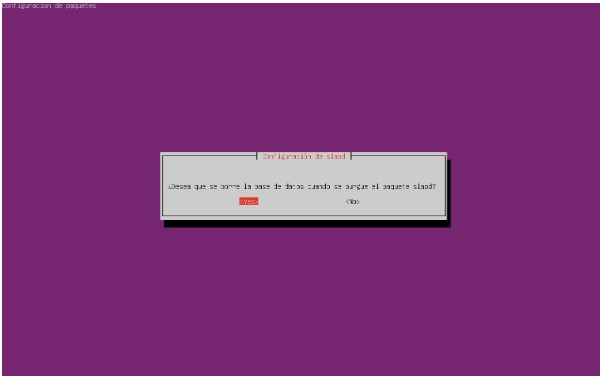 Configuración de paquetes
Configuración de slapd
¿Desea que se borre la base de datos cuando se purgue el paquete slapd?
<Yes>
<No>